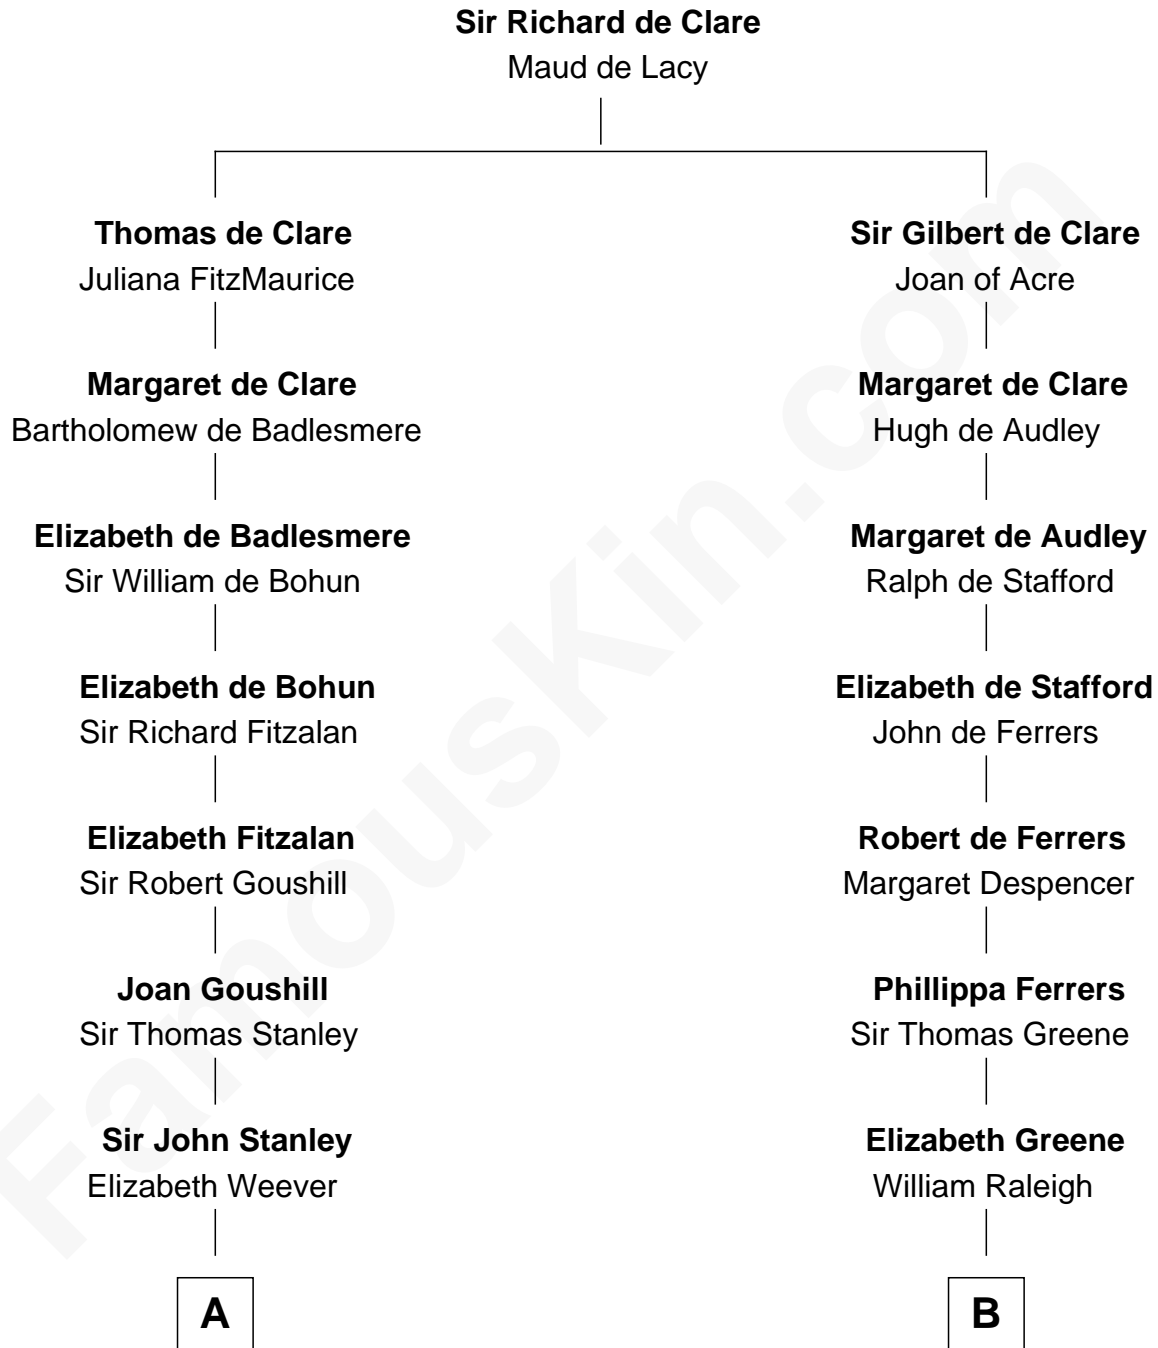 Sir Richard de Clare
Maud de Lacy
Thomas de Clare
Juliana FitzMaurice
Margaret de Clare
Bartholomew de Badlesmere
Elizabeth de Badlesmere
Sir William de Bohun
Elizabeth de Bohun
Sir Richard Fitzalan
Elizabeth Fitzalan
Sir Robert Goushill
Joan Goushill
Sir Thomas Stanley
Sir John Stanley
Elizabeth Weever
A
Sir Gilbert de Clare
Joan of Acre
Margaret de Clare
Hugh de Audley
Margaret de Audley
Ralph de Stafford
Elizabeth de Stafford
John de Ferrers
Robert de Ferrers
Margaret Despencer
Phillippa Ferrers
Sir Thomas Greene
Elizabeth Greene
William Raleigh
B
FamousKin.com